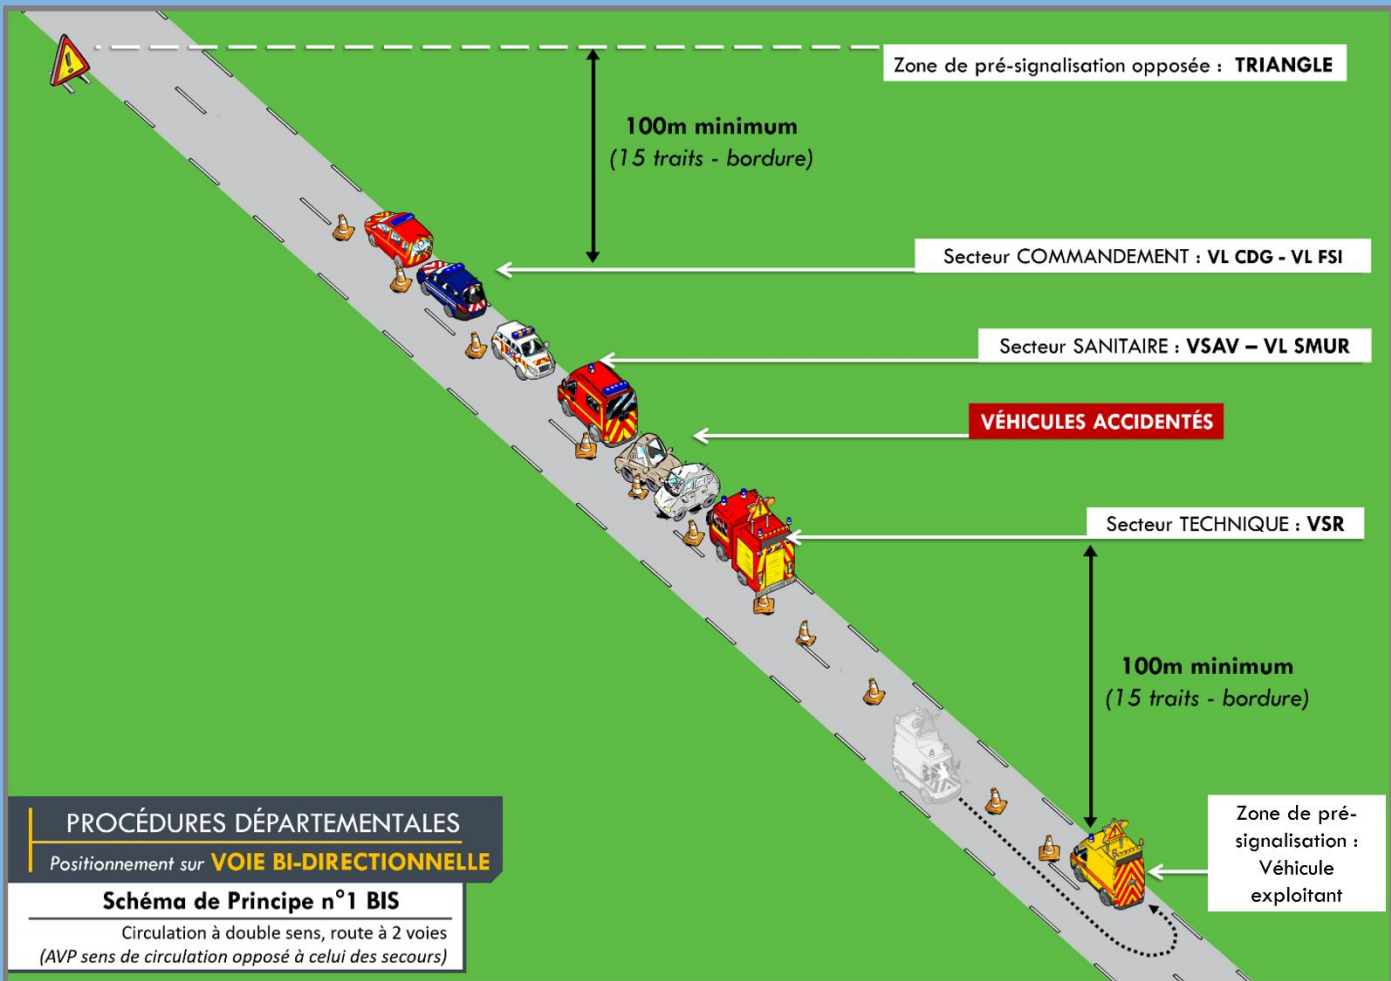 Zone de pré-signalisation opposée : TRIANGLE
100m minimum
(15 traits - bordure)
Secteur COMMANDEMENT : VL CDG - VL FSI
Secteur SANITAIRE : VSAV – VL SMUR
VÉHICULES ACCIDENTÉS
Secteur TECHNIQUE : VSR
100m minimum
(15 traits - bordure)
Zone de pré-
signalisation :
Véhicule
exploitant
PROCÉDURES DÉPARTEMENTALES
Positionnement sur VOIE BI-DIRECTIONNELLE
Schéma de Principe n°1 BIS
Circulation à double sens, route à 2 voies
(AVP sens de circulation opposé à celui des secours)